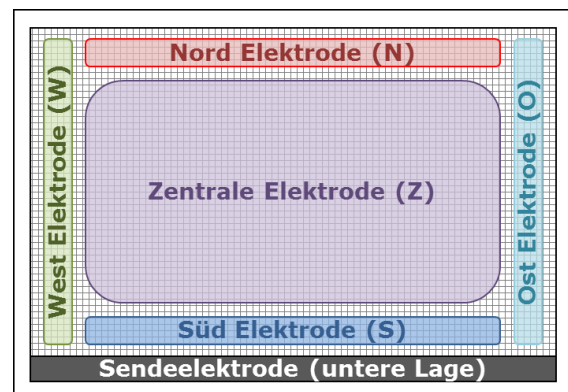 Nord Elektrode (N)
West Elektrode (W)
Zentrale Elektrode (Z)
Ost Elektrode (O)
Süd Elektrode (S)
Sendeelektrode (untere Lage)